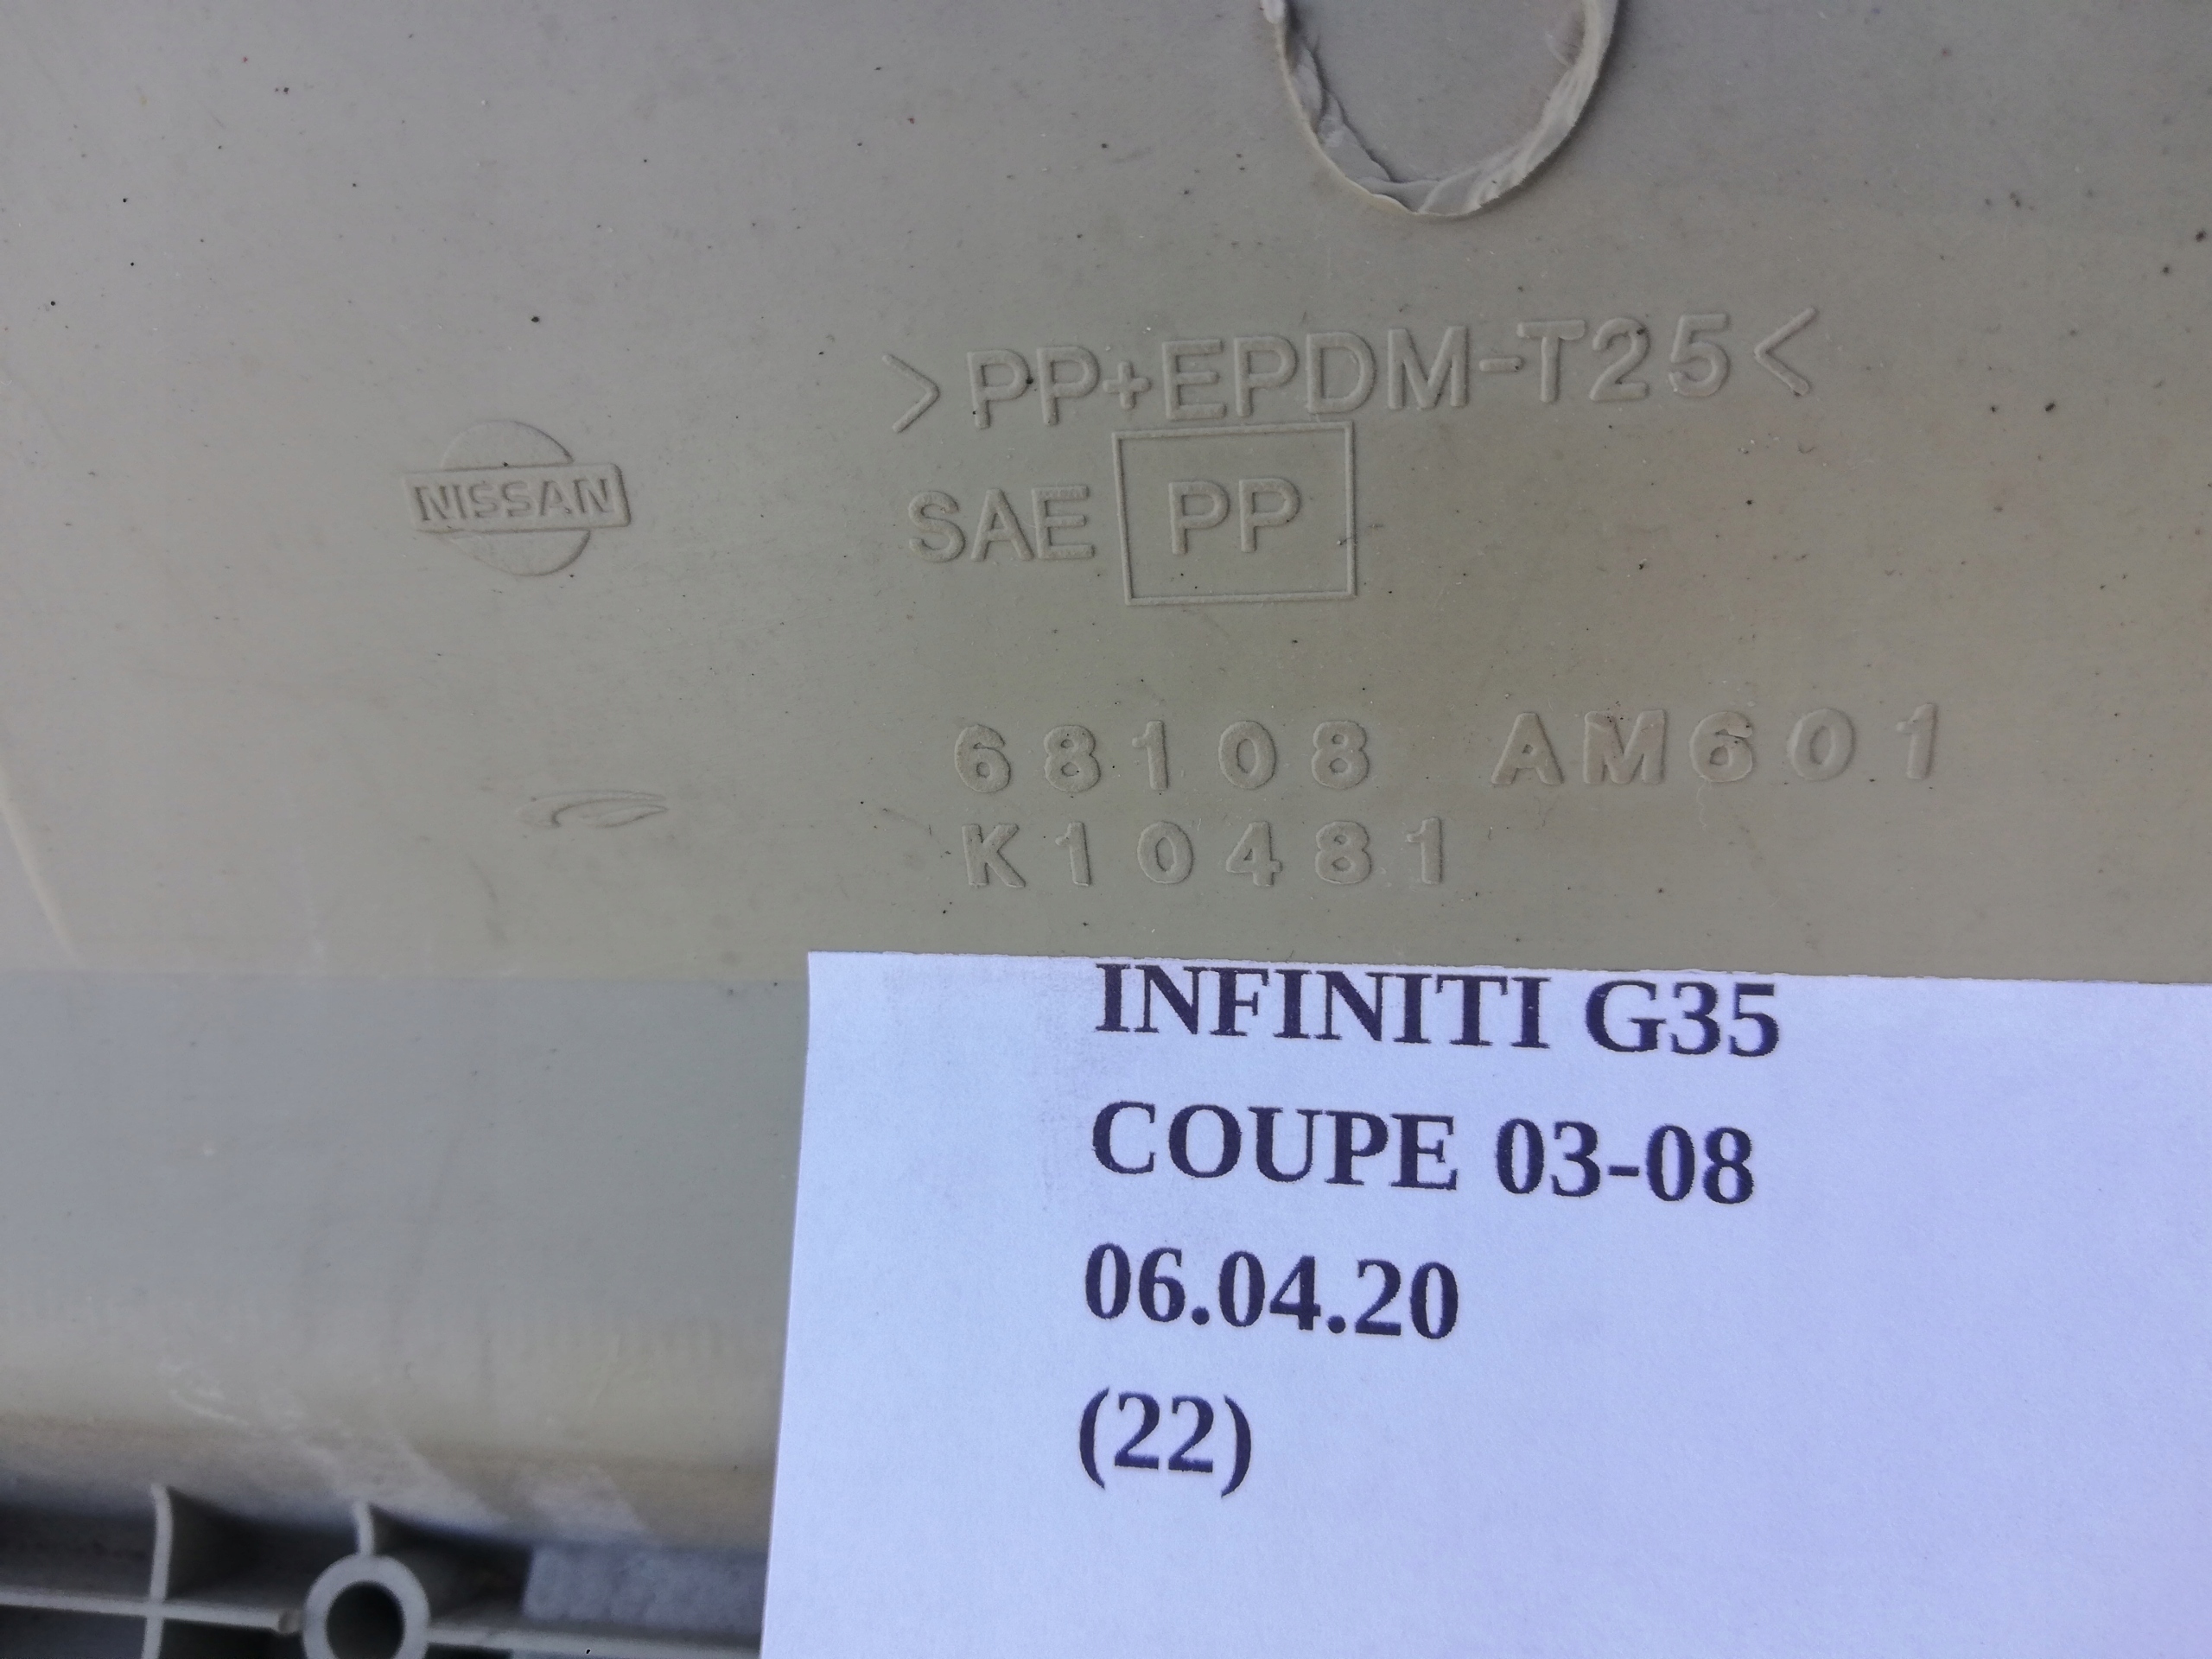 >PP+EPDM-T25<
NISSAN
SAE PP
68108 AM601
K10481
INFINITI G35
COUPE 03-08
06.04.20
(22)